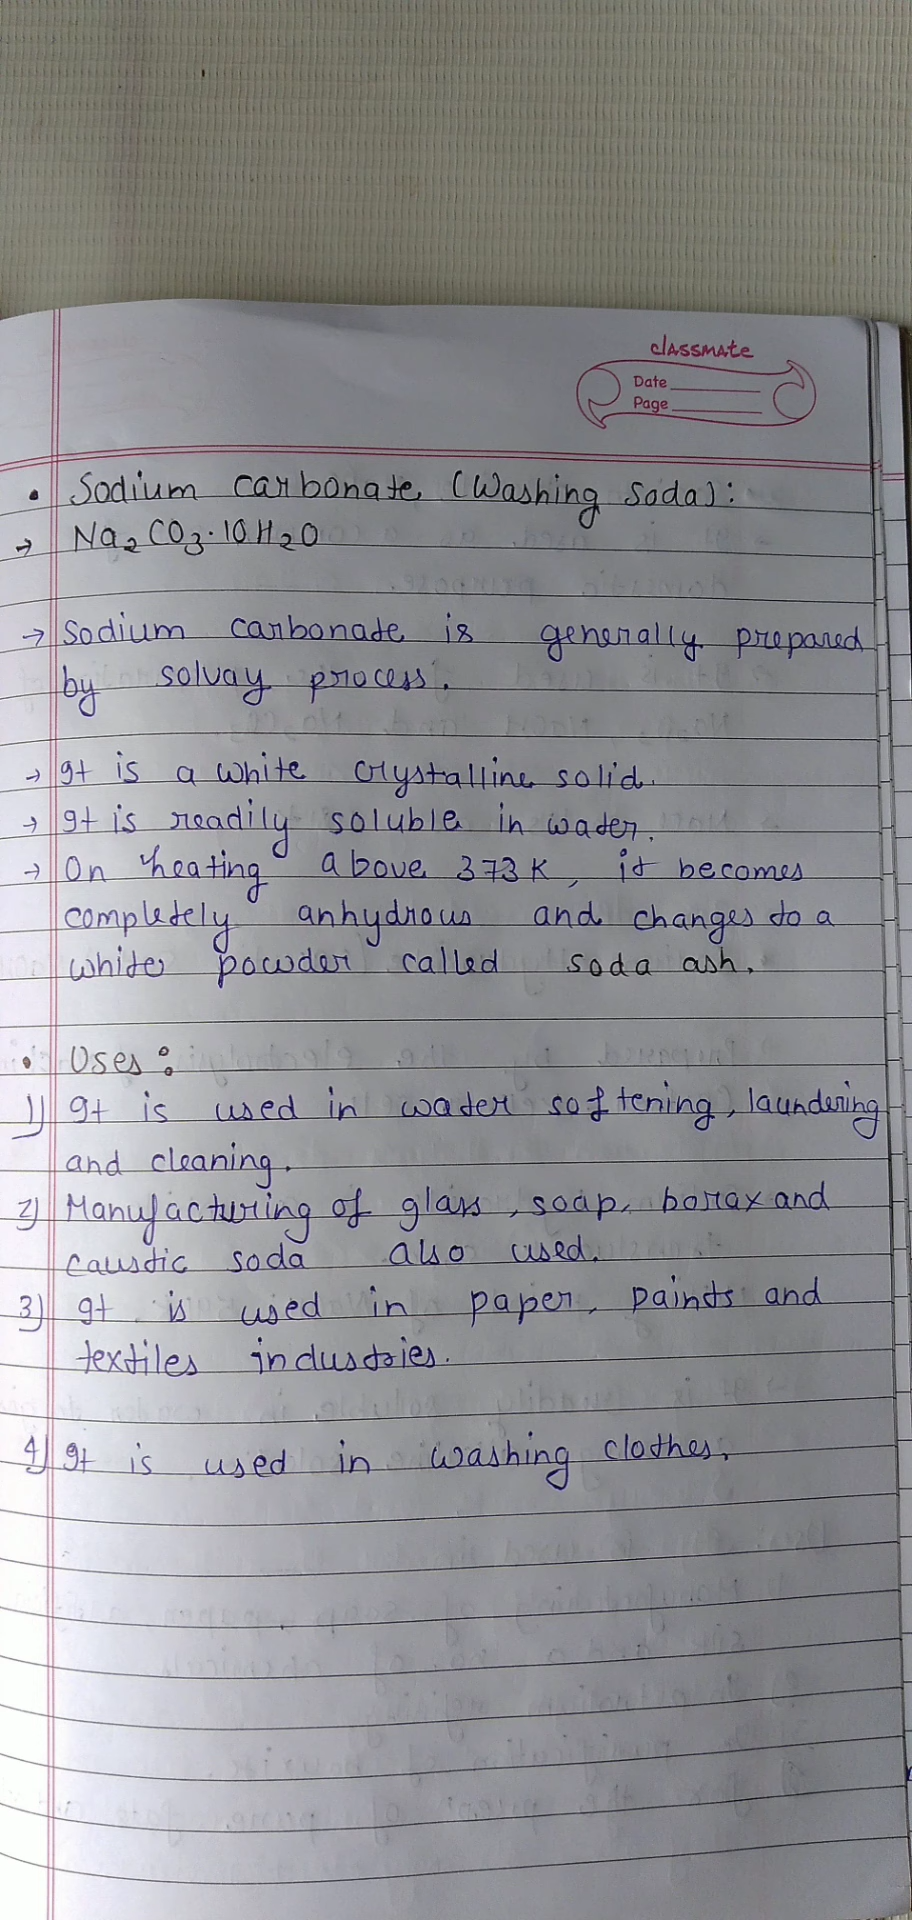 classmate
Date
Page
• Sodium carbonate (Washing Soda):
→ Na₂CO₃·10H₂O
→ Sodium carbonate is generally prepared
by solvay process.
→ It is a white crystalline solid.
→ It is readily soluble in water.
→ On heating above 373K, it becomes
completely anhydrous and changes to a
white powder called soda ash.
• Uses:
1) It is used in water softening, laundering
and cleaning.
2) Manufacturing of glass, soap, borax and
caustic soda also used.
3) It is used in paper, paints and
textiles industries.
4) It is used in washing clothes.